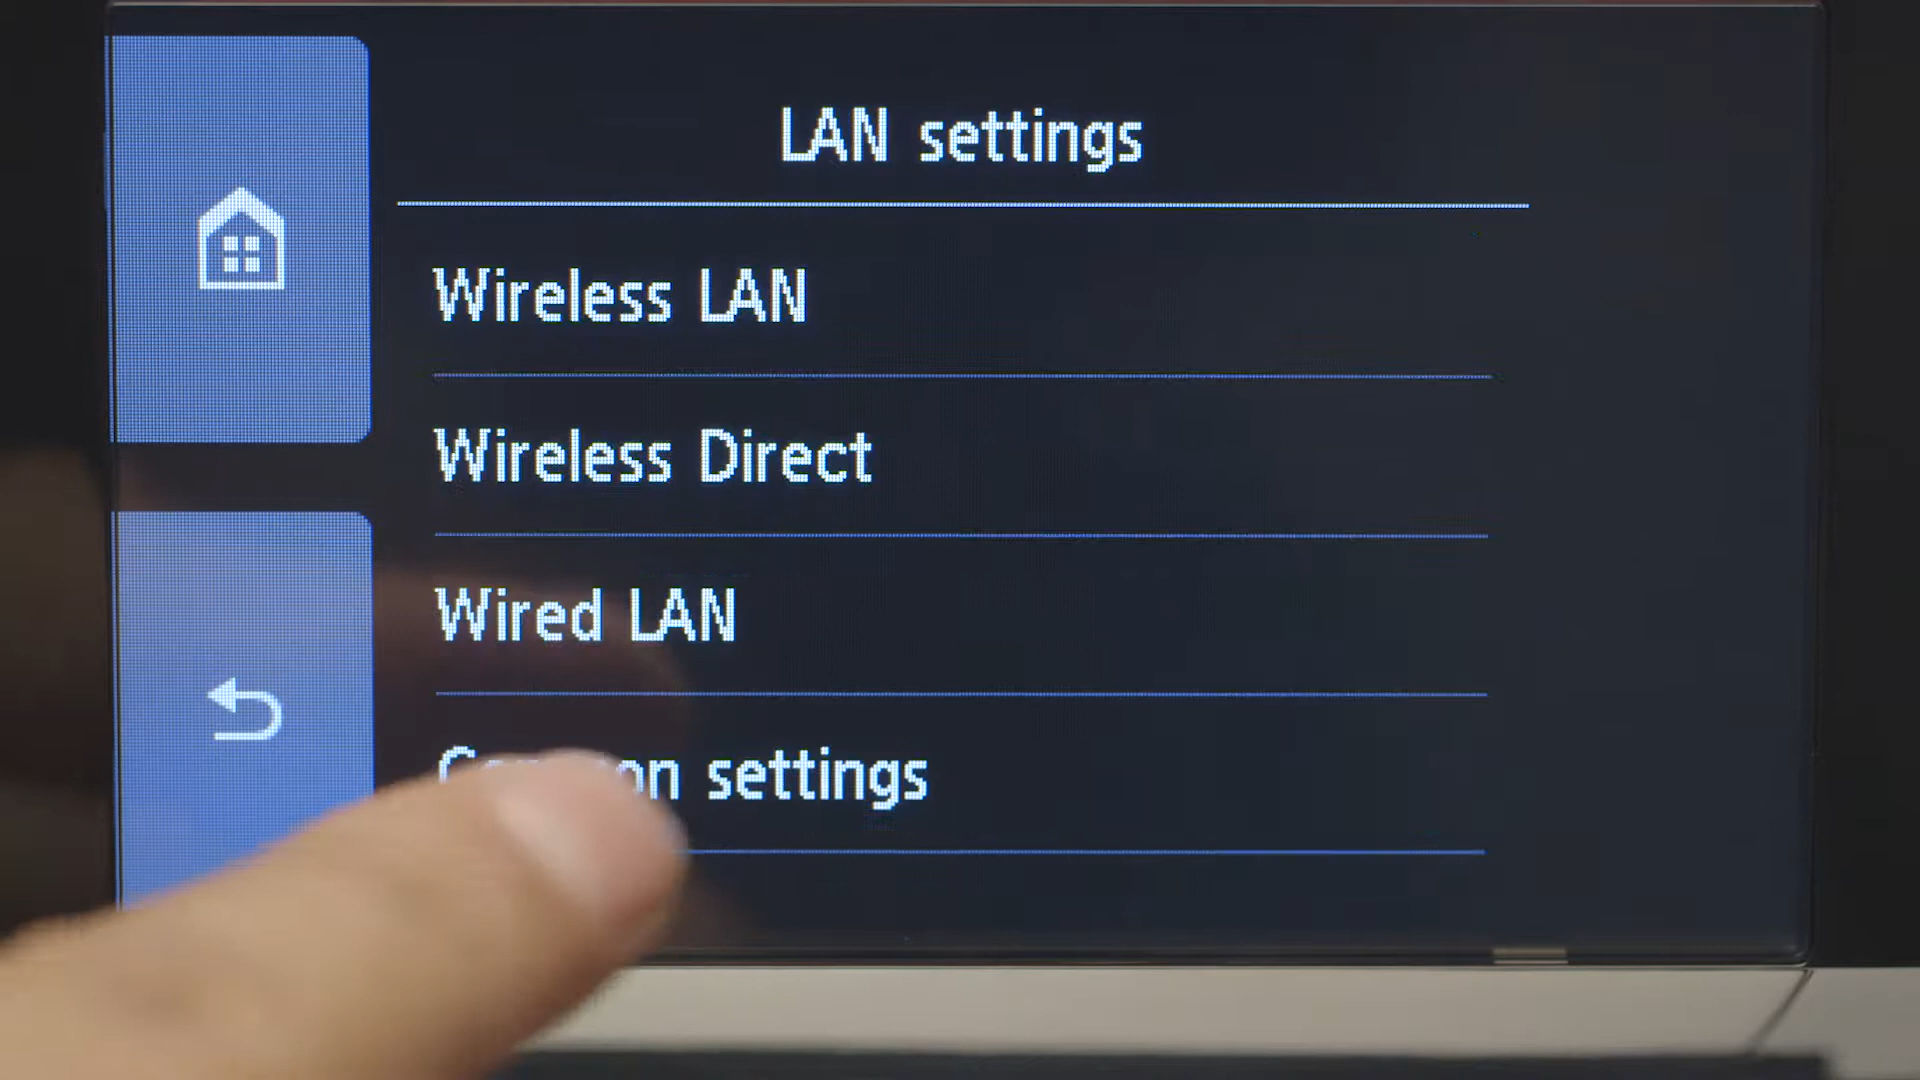 LAN settings
Wireless LAN
Wireless Direct
Wired LAN
settings